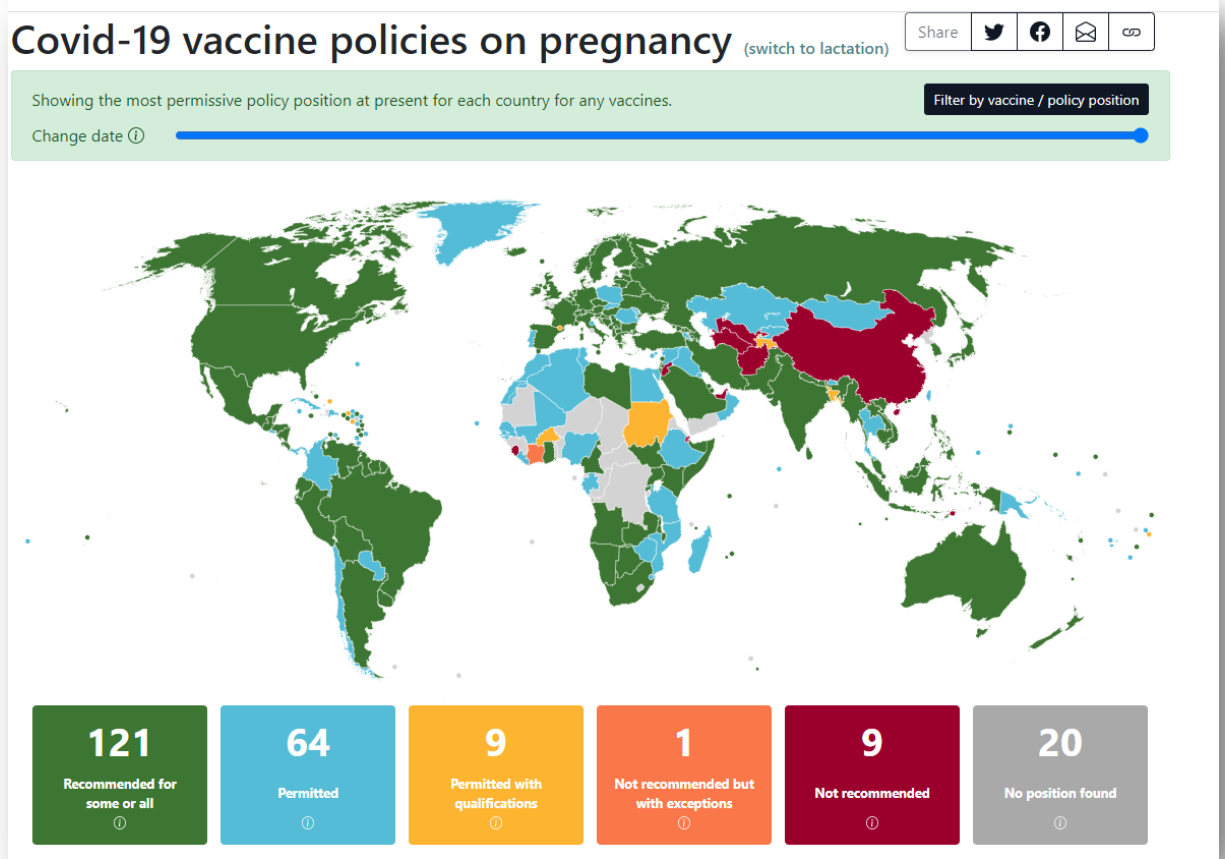 Covid-19 vaccine policies on pregnancy (switch to lactation)
Share
Showing the most permissive policy position at present for each country for any vaccines.
Filter by vaccine / policy position
Change date
121
Recommended for
some or all
64
Permitted
9
Permitted with
qualifications
1
Not recommended but
with exceptions
9
Not recommended
20
No position found